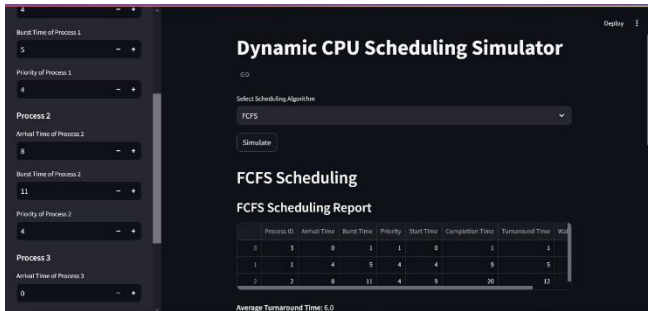 4 - +
Burst Time of Process 1
5 - +
Priority of Process 1
4 - +
Process 2
Arrival Time of Process 2
8 - +
Burst Time of Process 2
11 - +
Priority of Process 2
4 - +
Process 3
Arrival Time of Process 3
0 - +
Deploy
Dynamic CPU Scheduling Simulator
Select Scheduling Algorithm
FCFS
Simulate
FCFS Scheduling
FCFS Scheduling Report
Process ID Arrival Time Burst Time Priority Start Time Completion Time Turnaround Time Wai
0 3 0 1 1 0 1 1
1 1 4 5 4 4 9 5
2 2 8 11 4 9 20 12
Average Turnaround Time: 6.0